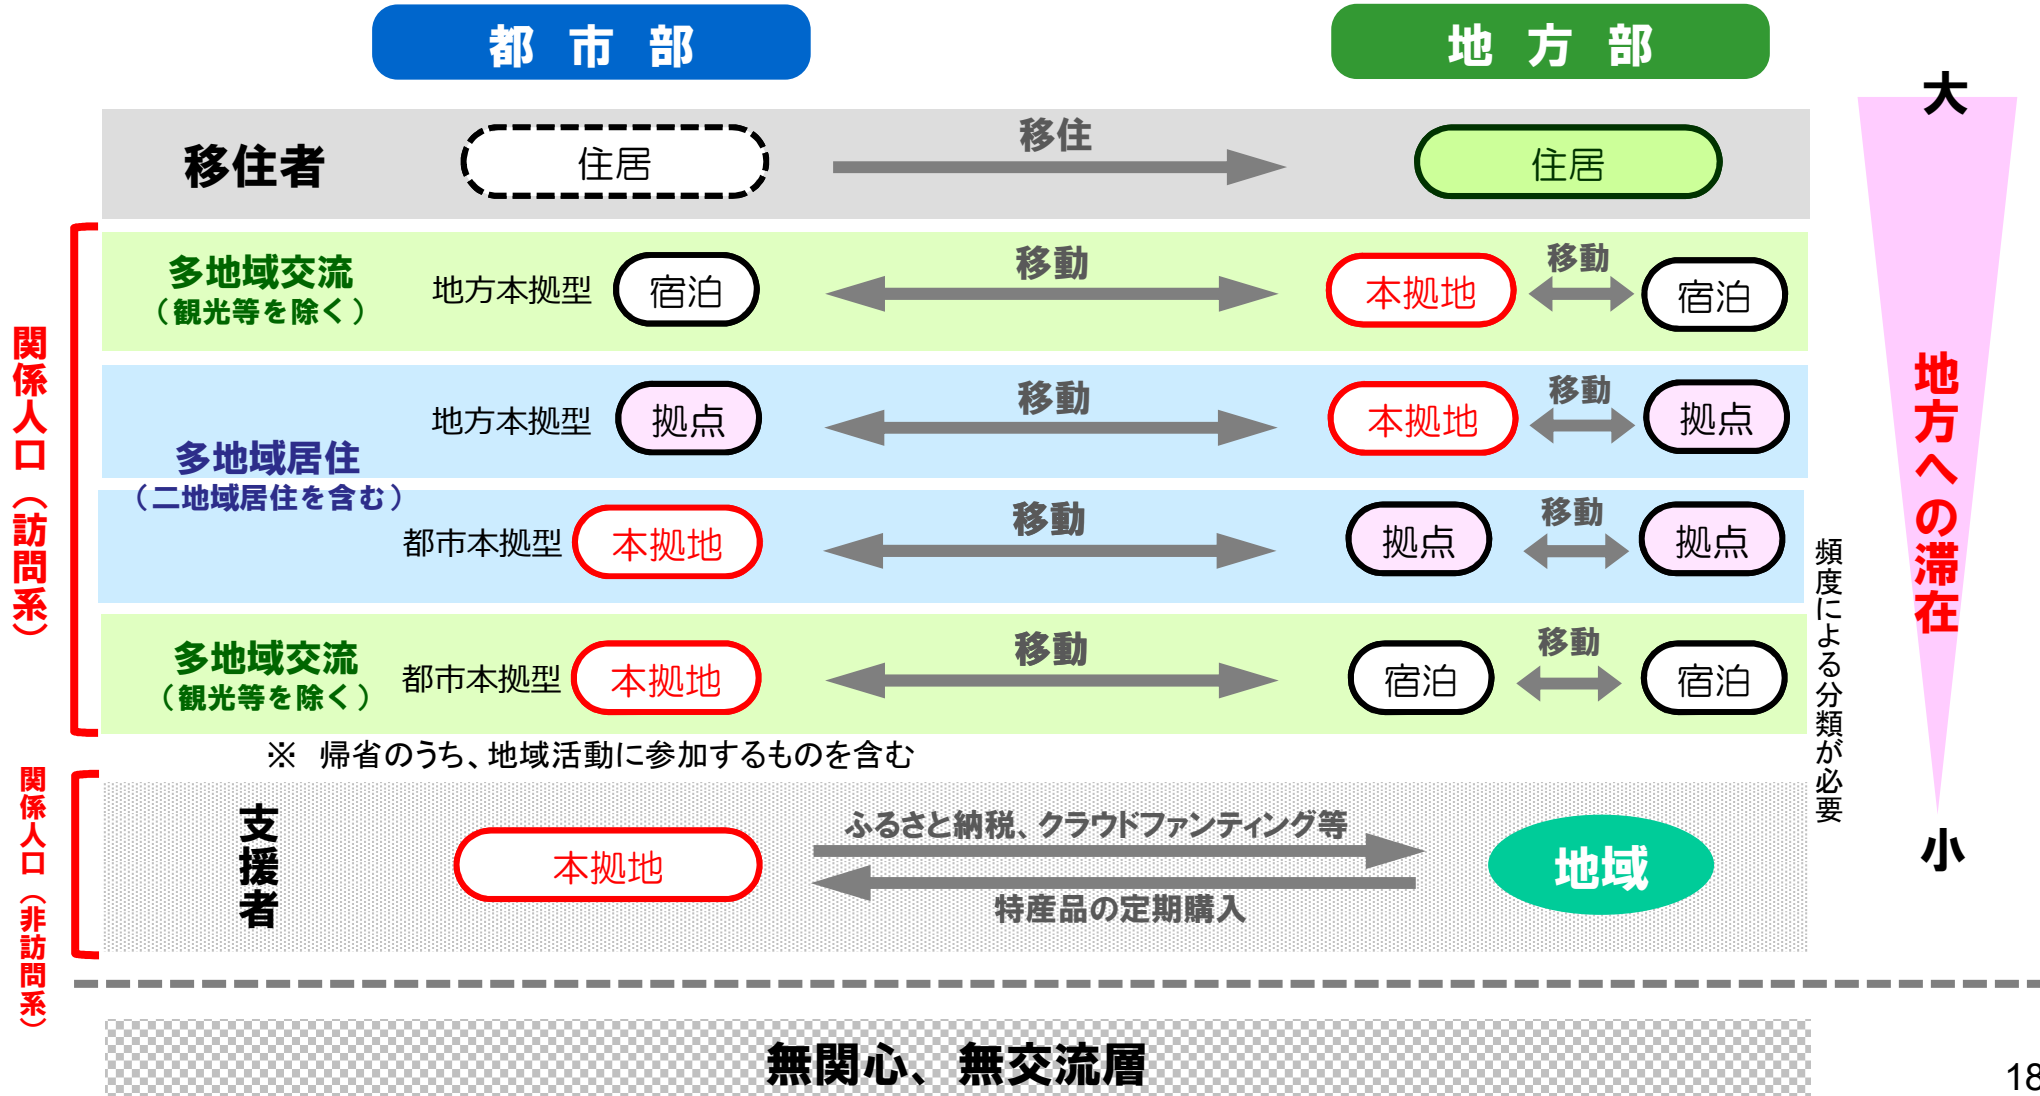 都市部
地方部
大
移住者
住居
移住
住居
関係人口（訪問系）
多地域交流
（観光等を除く）
地方本拠型
宿泊
移動
本拠地
移動
宿泊
地方本拠型
拠点
移動
本拠地
移動
拠点
多地域居住
（二地域居住を含む）
都市本拠型
本拠地
移動
拠点
移動
拠点
多地域交流
（観光等を除く）
都市本拠型
本拠地
移動
宿泊
移動
宿泊
地方への滞在
頻度による分類が必要
※　帰省のうち、地域活動に参加するものを含む
関係人口（非訪問系）
支援者
本拠地
ふるさと納税、クラウドファンティング等
特産品の定期購入
地域
小
無関心、無交流層
18